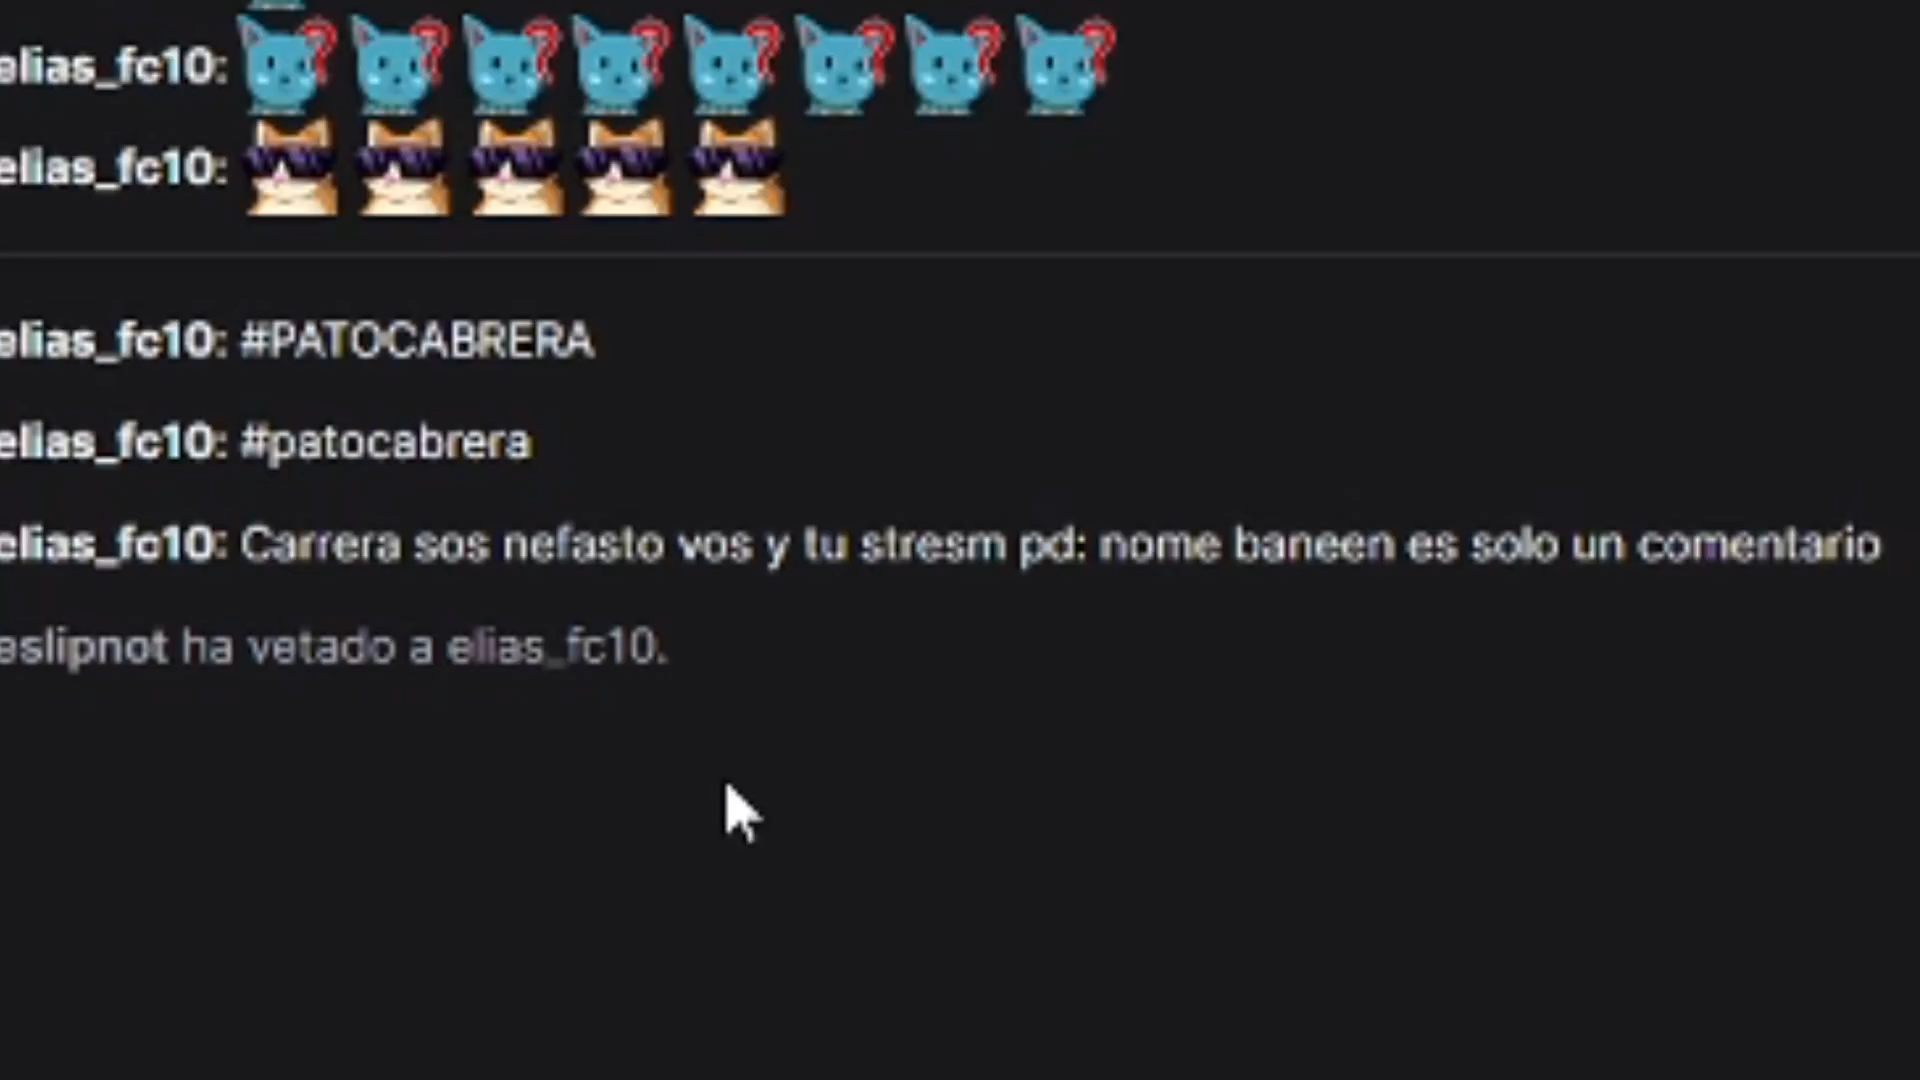 elias_fc10:
elias_fc10:
elias_fc10: #PATOCABRERA
elias_fc10: #patocabrera
elias_fc10: Carrera sos nefasto vos y tu stresm pd: nome baneen es solo un comentario
eslipnot ha vetado a elias_fc10.